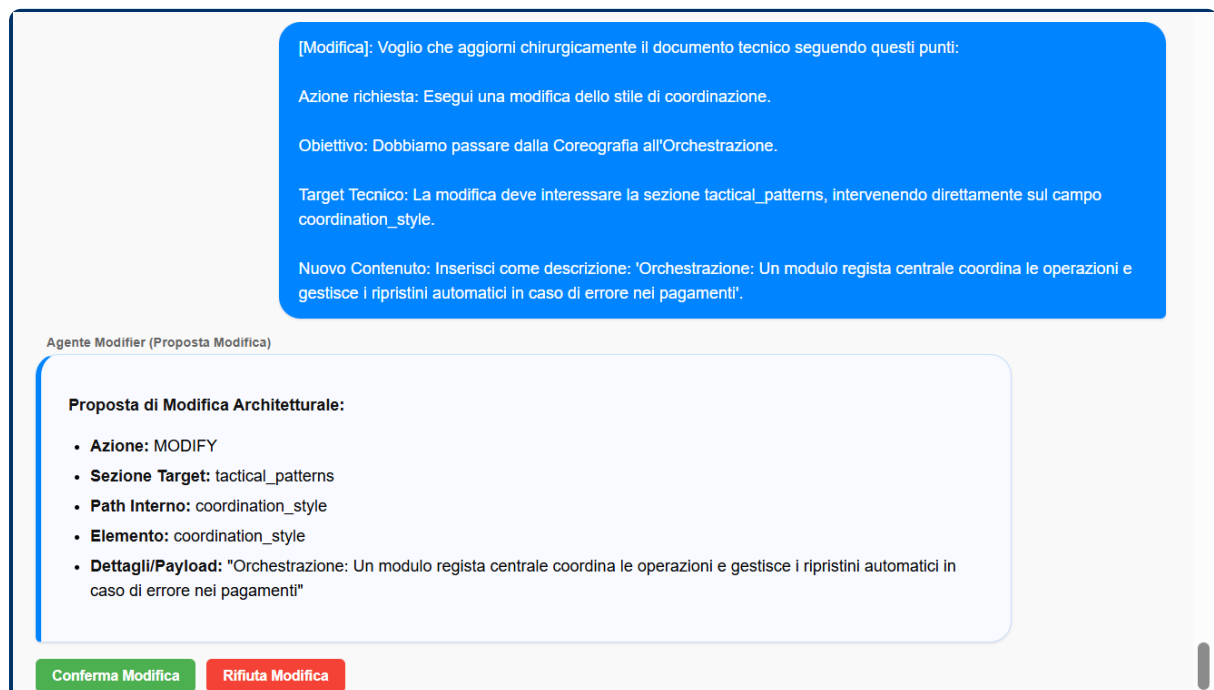 [Modifica]: Voglio che aggiorni chirurgicamente il documento tecnico seguendo questi punti:
Azione richiesta: Esegui una modifica dello stile di coordinazione.
Obiettivo: Dobbiamo passare dalla Coreografia all'Orchestrazione.
Target Tecnico: La modifica deve interessare la sezione tactical_patterns, intervenendo direttamente sul campo
coordination_style.
Nuovo Contenuto: Inserisci come descrizione: 'Orchestrazione: Un modulo regista centrale coordina le operazioni e
gestisce i ripristini automatici in caso di errore nei pagamenti'.
Agente Modifier (Proposta Modifica)
Proposta di Modifica Architetturale:
• Azione: MODIFY
• Sezione Target: tactical_patterns
• Path Interno: coordination_style
• Elemento: coordination_style
• Dettagli/Payload: "Orchestrazione: Un modulo regista centrale coordina le operazioni e gestisce i ripristini automatici in
caso di errore nei pagamenti"
Conferma Modifica
Rifiuta Modifica